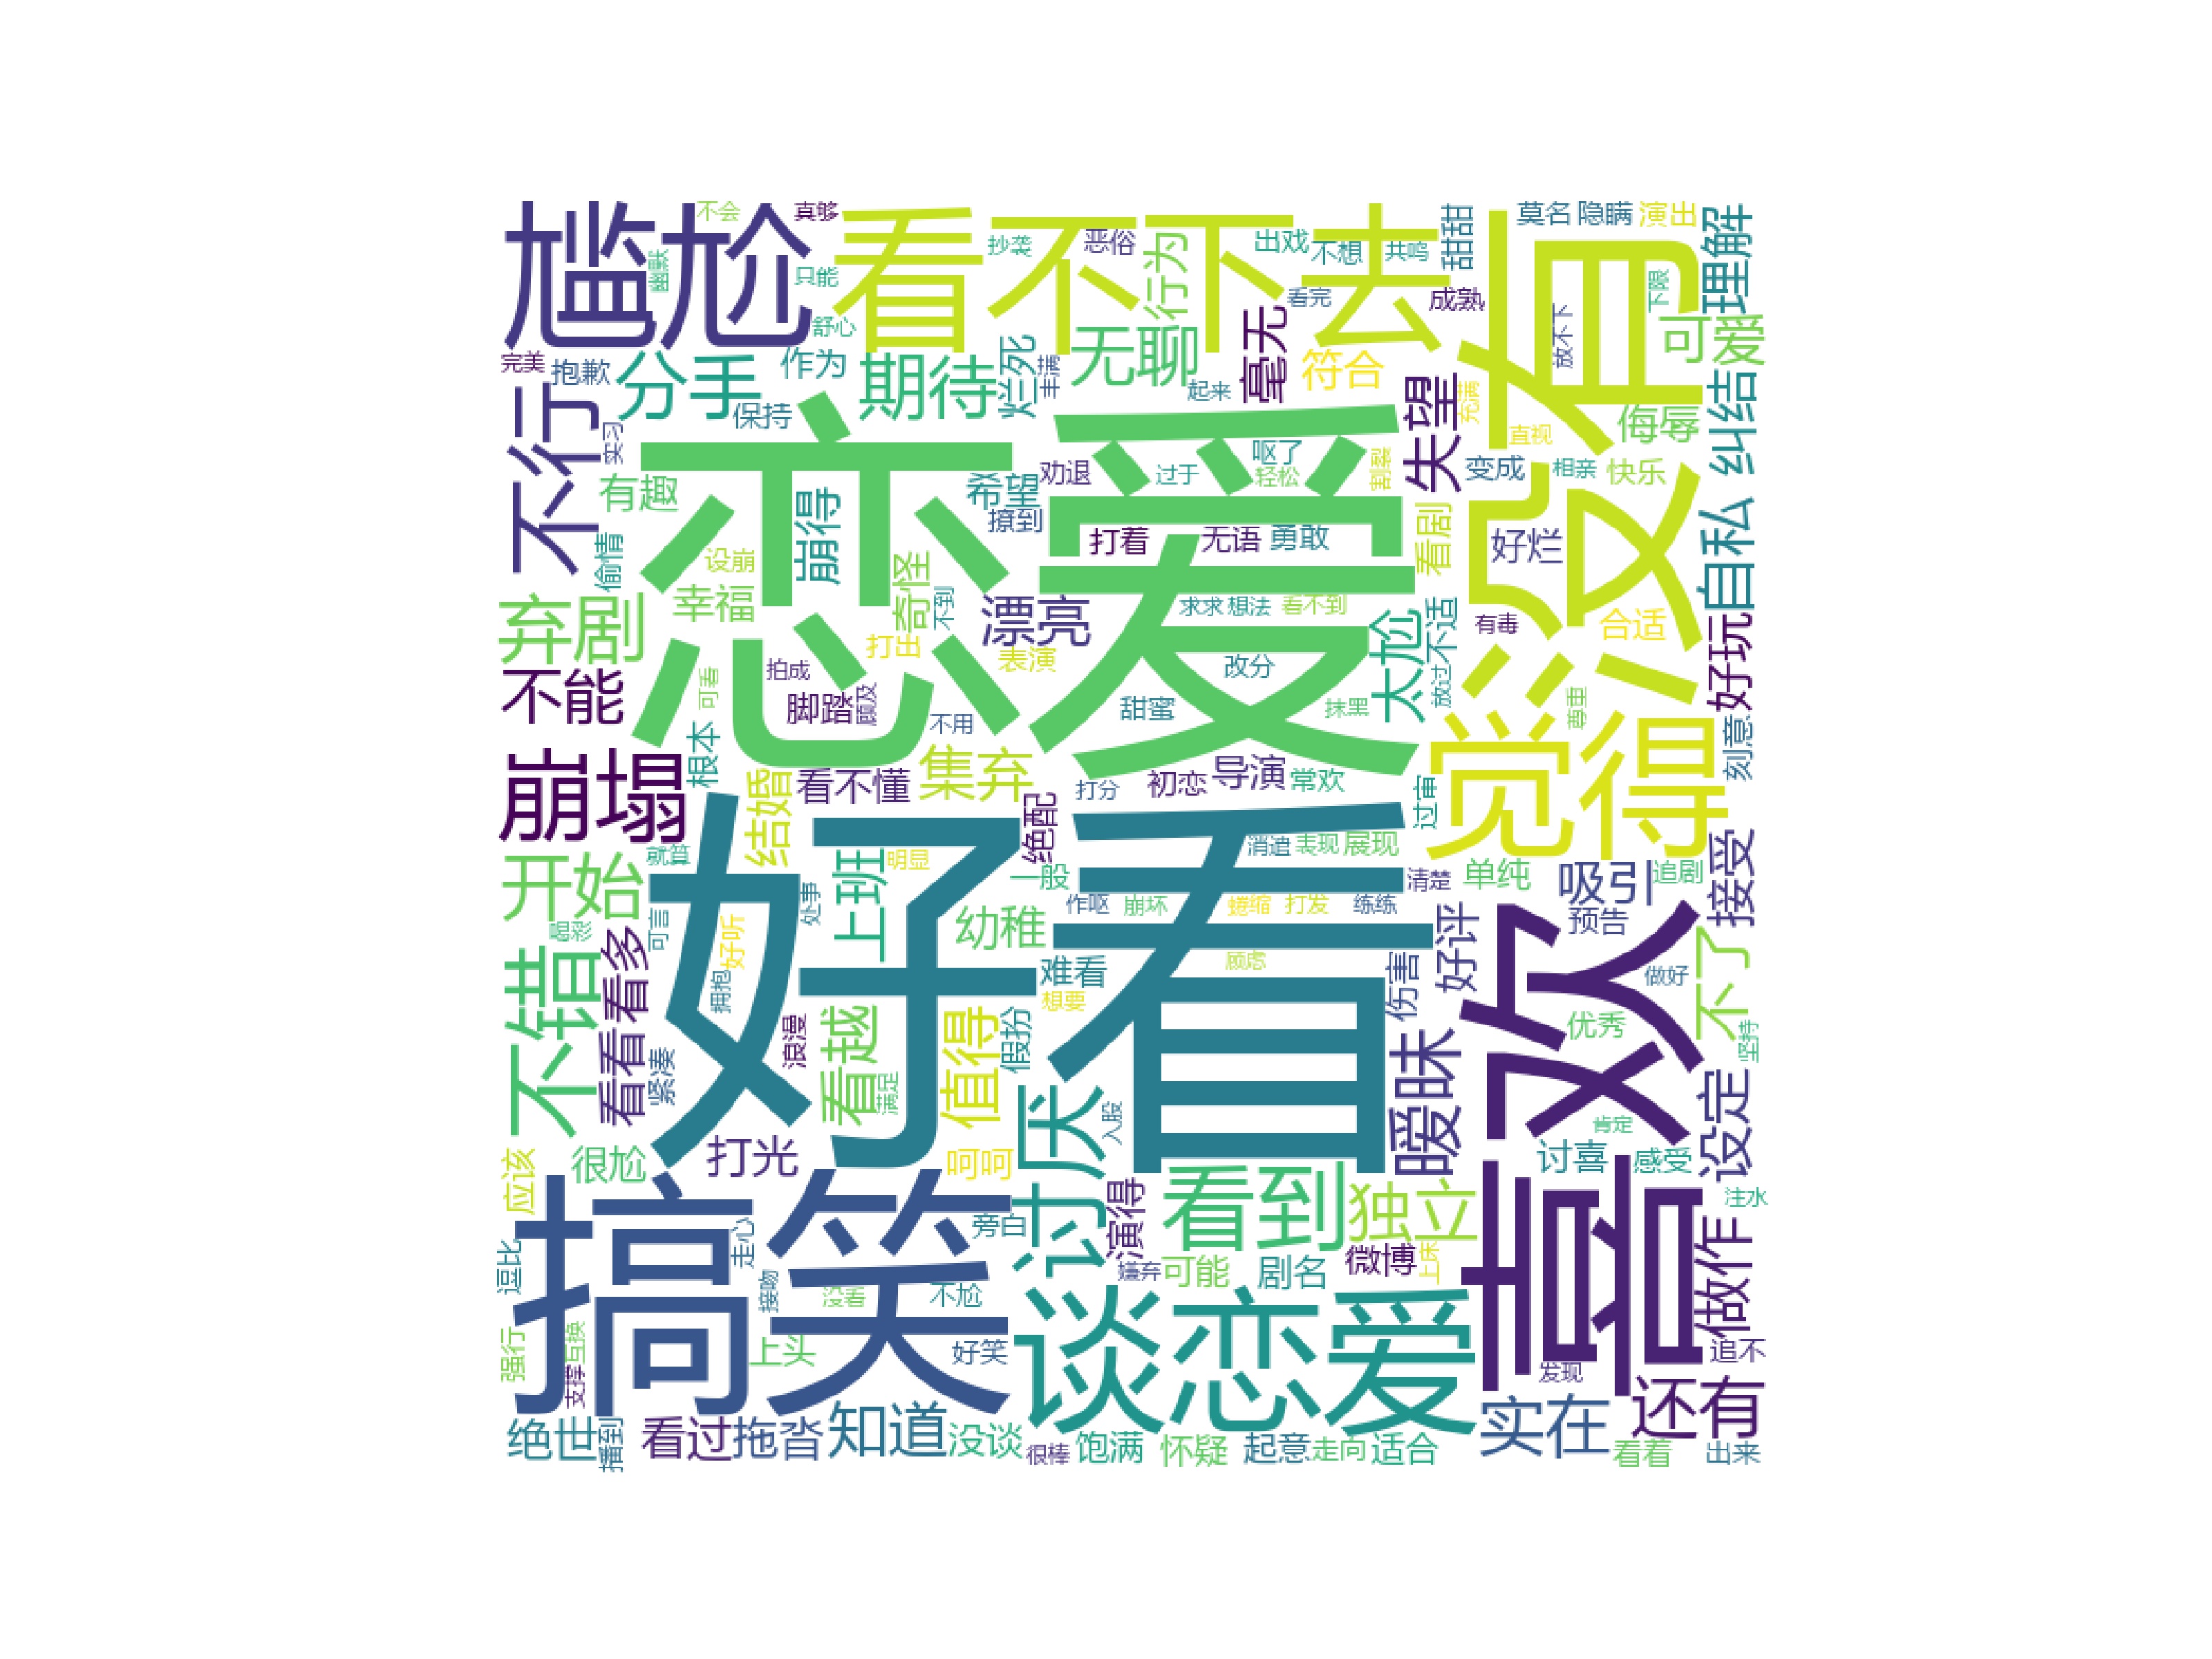 尴尬
不会
真够
幽默
只能
舒心
看不下去
抄袭
恶俗
行为
出戏
不想
共鸣
看完
甜甜
成熟
莫名
隐瞒
演出
下限
理解
没有
放不下
可爱
完美
抱歉
分手
作为
保持
期待
烂死
丰满
无聊
起来
毫无
符合
失望
充满
直视
侮辱
纠结
不行
实习
有趣
偷情
设崩
崩得
恋爱
希望
劝退
撩到
过于
呕了
轻松
割裂
变成
相亲
快乐
打着
无语
勇敢
看剧
好烂
自私
弃剧
幸福
奇怪
不到
漂亮
求求
想法
看不到
太尬
不适
有毒
合适
好玩
不能
拍成
可看
打出
表演
改分
放过
脚踏
顾及
不用
甜蜜
抹黑
尊重
觉得
刻意
崩塌
根本
结婚
看不懂
集弃
打分
初恋
导演
常欢
过审
绝配
开始
就算
明显
上班
处事
一股
消遣
表现
展现
清楚
单纯
吸引
追剧
接受
可言
好听
幼稚
作呕
崩坏
蜷缩
打发
练练
好评
预告
好看
喜欢
不错
看看看多
拥抱
难看
顾虑
伤害
做好
不了
紧凑
浪漫
看越
满足
值得
想要
假扮
优秀
坚持
过厌
入股
暧昧
肯定
设定
应该
很尬
打光
呵呵
讨喜
感受
搞笑
走心
旁白
演得
看到
独立
注水
逗比
接吻
没看
不尬
嫌弃
可能
剧名
微博
上床
做作
强行
互换
支撑
上头
好笑
谈恋爱
发现
追不
绝世
播到
看过
拖沓
知道
没谈
很棒
饱满
怀疑
起意
走向
适合
实在
还有
看着
出来